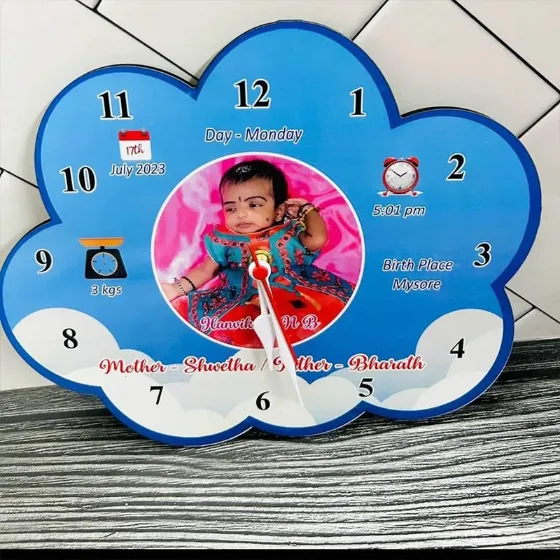 12
11
1
Day - Monday
17th
July 2023
10
2
5:01 pm
9
3 kgs
3
Birth Place
Mysore
N B
8
4
Mother - Shwetha / Father - Bharath
7
5
6